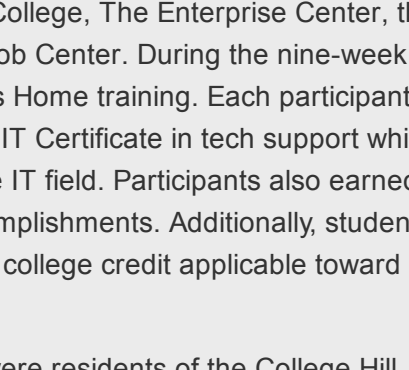 College, The Enterprise Center, th
ob Center. During the nine-week
s Home training. Each participant
IT Certificate in tech support whi
e IT field. Participants also earned
mplishments. Additionally, studen
college credit applicable toward
were residents of the College Hill